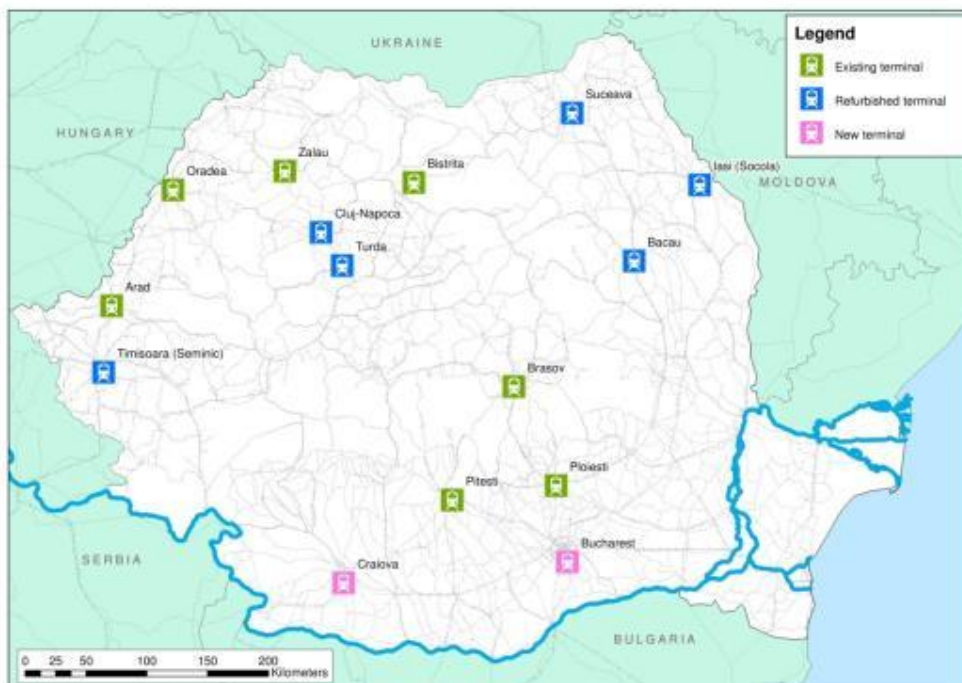 UKRAINE
Legend
Existing terminal
Refurbished terminal
New terminal
Suceava
HUNGARY
Zalau
Bistrita
Oradea
Iasi (Socola)
MOLDOVA
Cluj-Napoca
Turda
Bacau
Arad
Timisoara (Seminic)
Brasov
Pitesti
Ploiesti
Bucharest
SERBIA
Craiova
BULGARIA
0 25 50 100 150 200
Kilometers